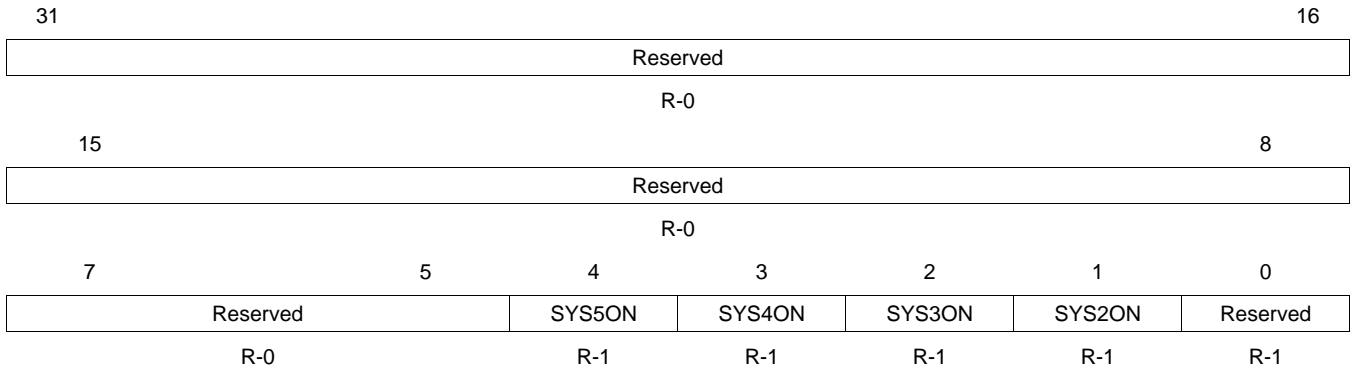 31 16
Reserved
R-0
15 8
Reserved
R-0
7 5 4 3 2 1 0
Reserved SYS5ON SYS4ON SYS3ON SYS2ON Reserved
R-0 R-1 R-1 R-1 R-1 R-1